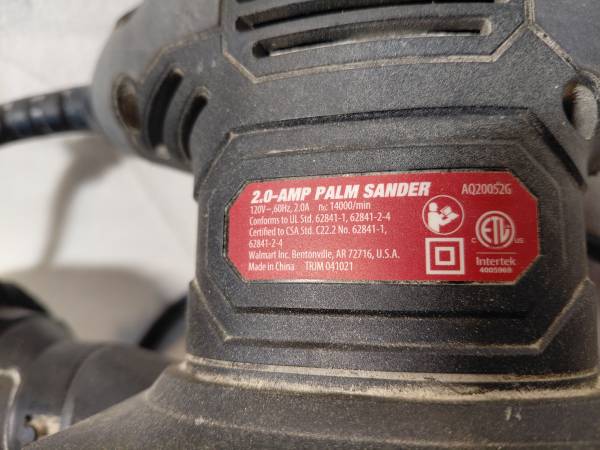 2.0-AMP PALM SANDER AQ20052G
120V~,60Hz, 2.0A n₀: 14000/min
Conforms to UL Std. 62841-1, 62841-2-4
Certified to CSA Std. C22.2 No. 62841-1,
62841-2-4
Walmart Inc. Bentonville, AR 72716, U.S.A.
Made in China TRJM 041021
C ETL US
Intertek
4005969